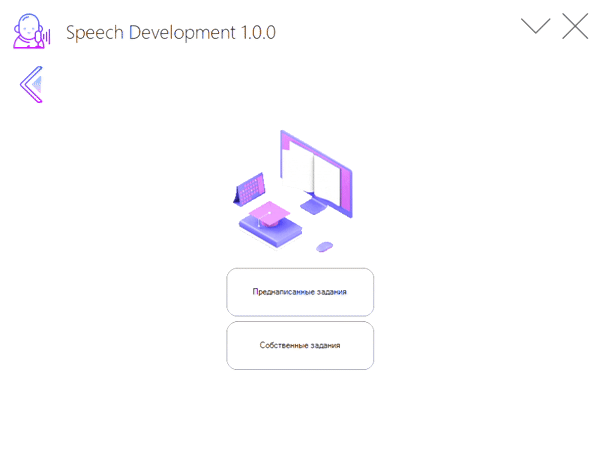 Speech Development 1.0.0
Преднаписанные задания
Собственные задания